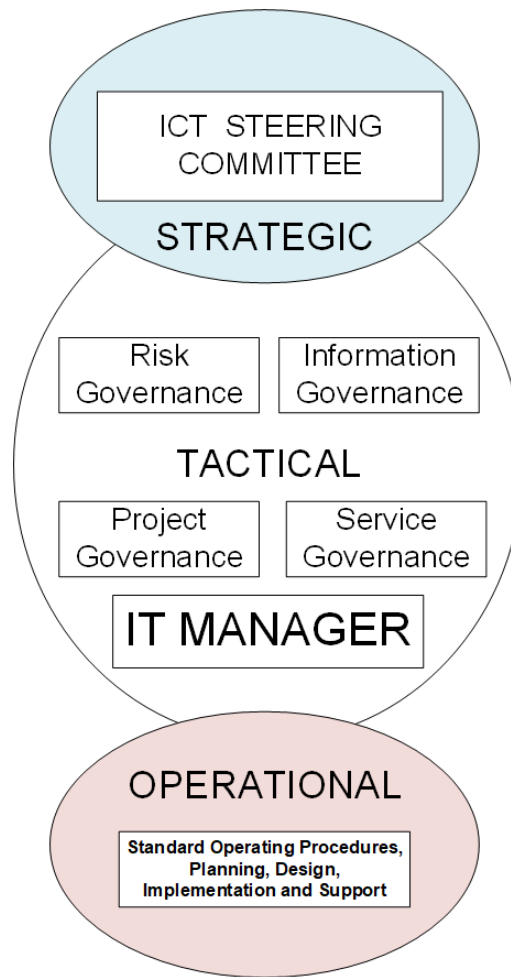 ICT STEERING
COMMITTEE
STRATEGIC
Risk
Governance
Information
Governance
TACTICAL
Project
Governance
Service
Governance
IT MANAGER
OPERATIONAL
Standard Operating Procedures,
Planning, Design,
Implementation and Support